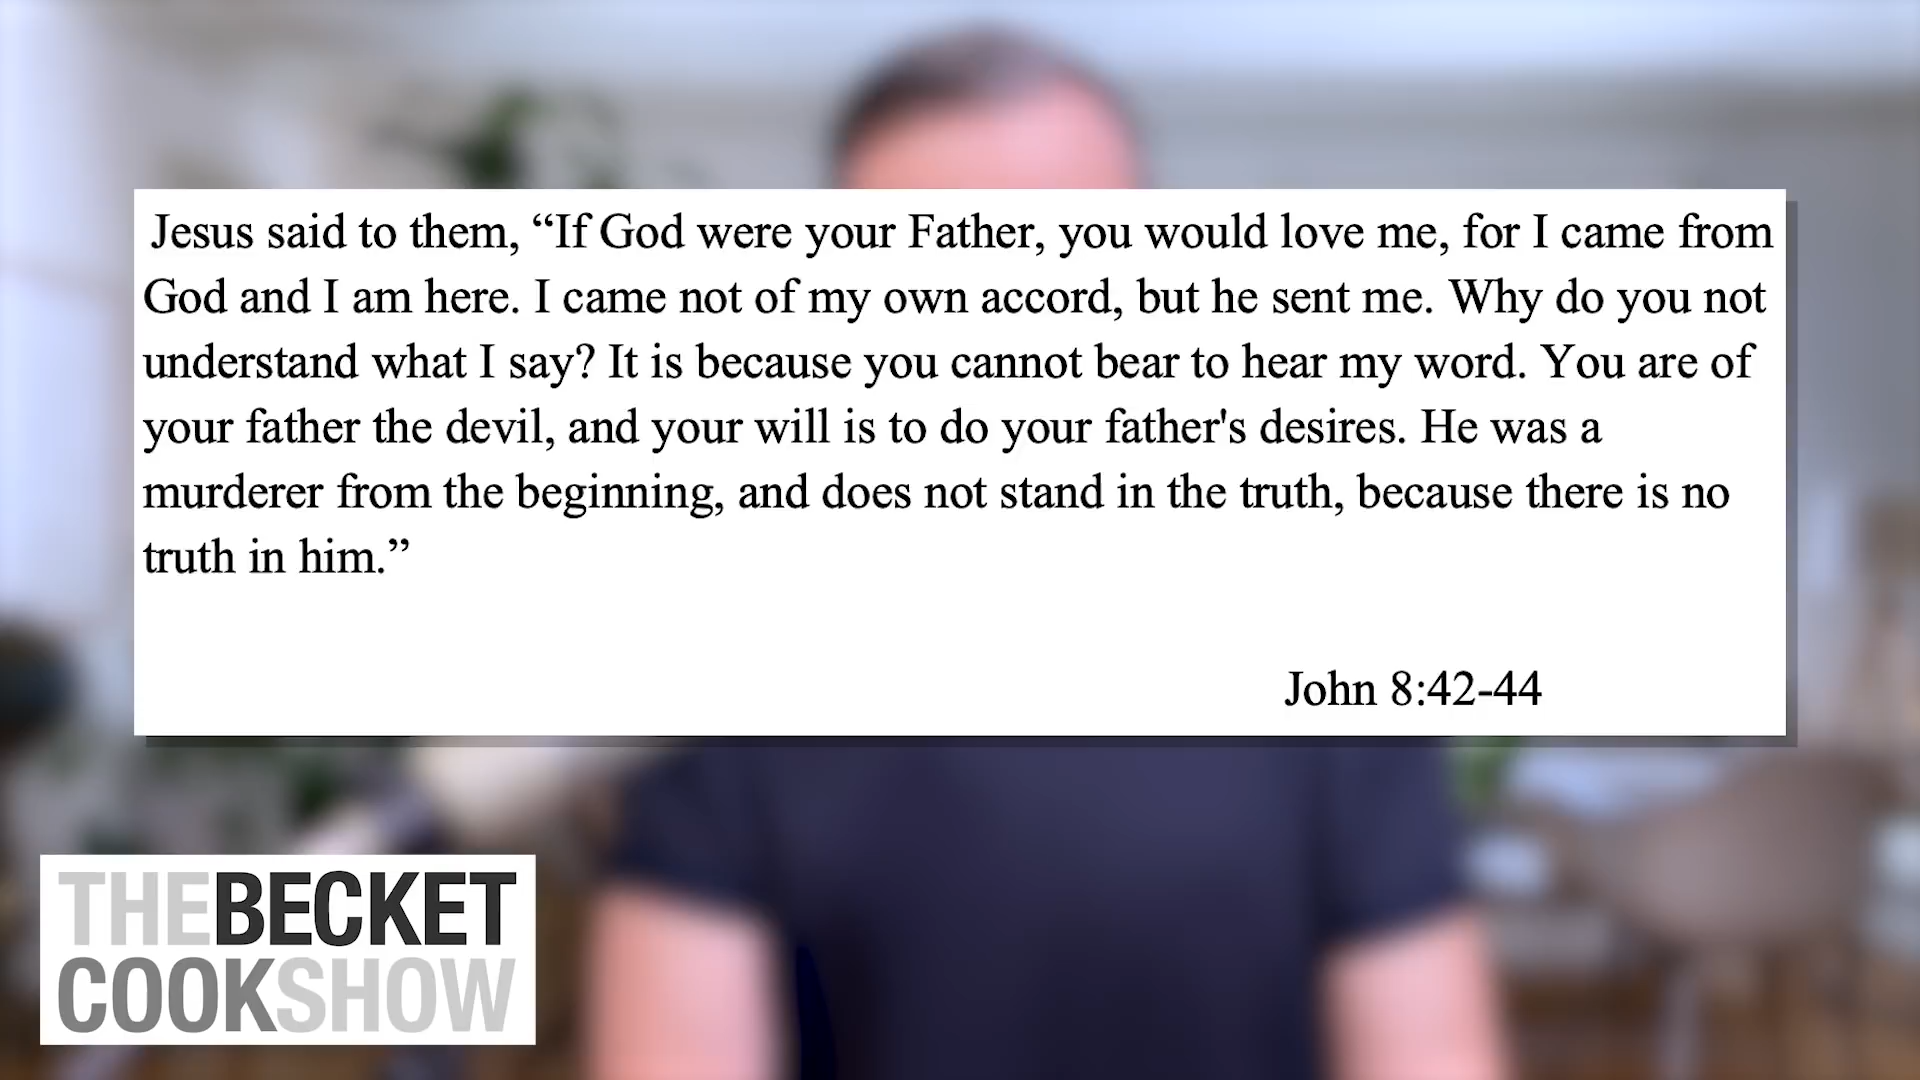 Jesus said to them, “If God were your Father, you would love me, for I came from
God and I am here. I came not of my own accord, but he sent me. Why do you not
understand what I say? It is because you cannot bear to hear my word. You are of
your father the devil, and your will is to do your father's desires. He was a
murderer from the beginning, and does not stand in the truth, because there is no
truth in him.”
John 8:42-44
THEBECKET
COOKSHOW